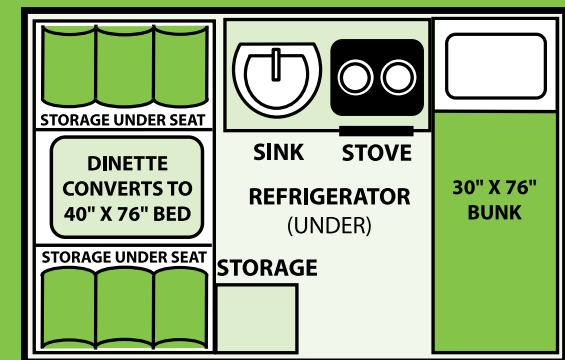 STORAGE UNDER SEAT
DINETTE
CONVERTS TO
40" X 76" BED
STORAGE UNDER SEAT
SINK
STOVE
REFRIGERATOR
(UNDER)
STORAGE
30" X 76"
BUNK